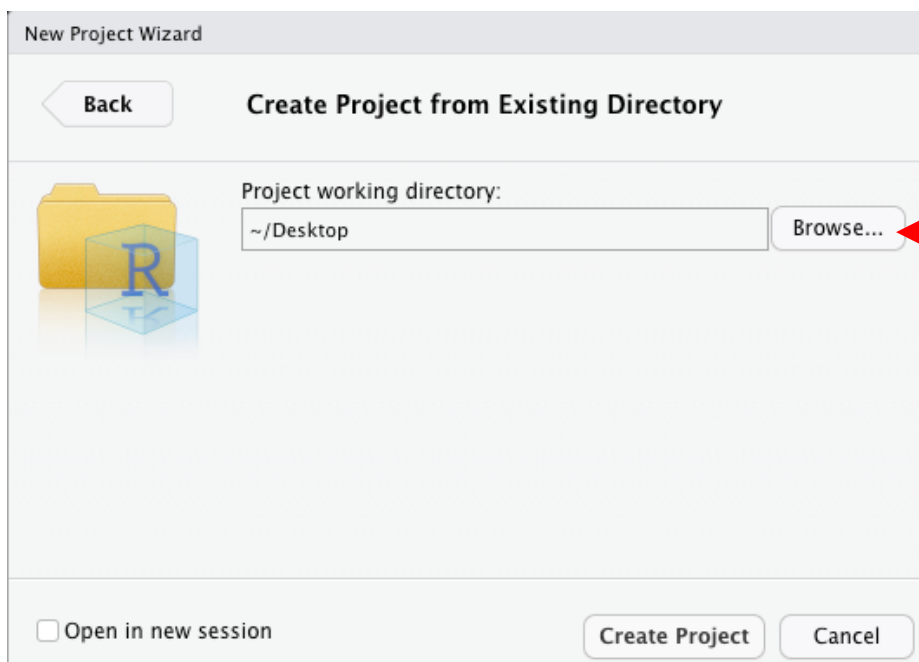 New Project Wizard
Back
Create Project from Existing Directory
Project working directory:
~/Desktop
Browse...
R
Open in new session
Create Project
Cancel